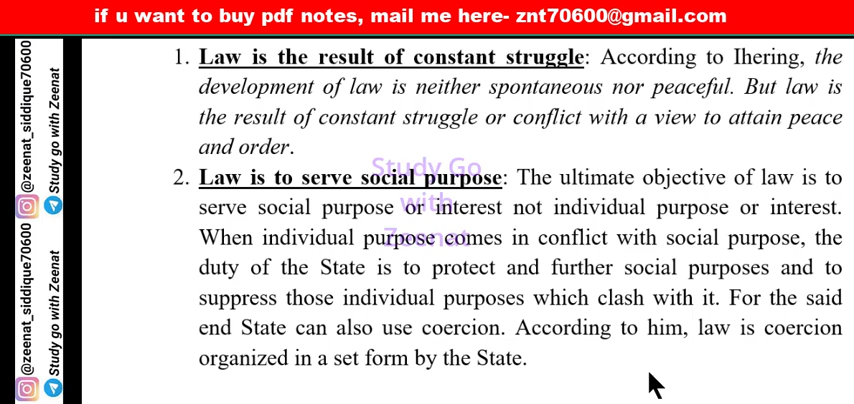 if u want to buy pdf notes, mail me here- znt70600@gmail.com
1. Law is the result of constant struggle: According to Ihering, the
development of law is neither spontaneous nor peaceful. But law is
the result of constant struggle or conflict with a view to attain peace
and order.
2. Law is to serve social purpose: The ultimate objective of law is to
serve social purpose or interest not individual purpose or interest.
When individual purpose comes in conflict with social purpose, the
duty of the State is to protect and further social purposes and to
suppress those individual purposes which clash with it. For the said
end State can also use coercion. According to him, law is coercion
organized in a set form by the State.
Study Go
with
Zeenat
@zeenat_siddique70600
Study go with Zeenat
@zeenat_siddique70600
Study go with Zeenat